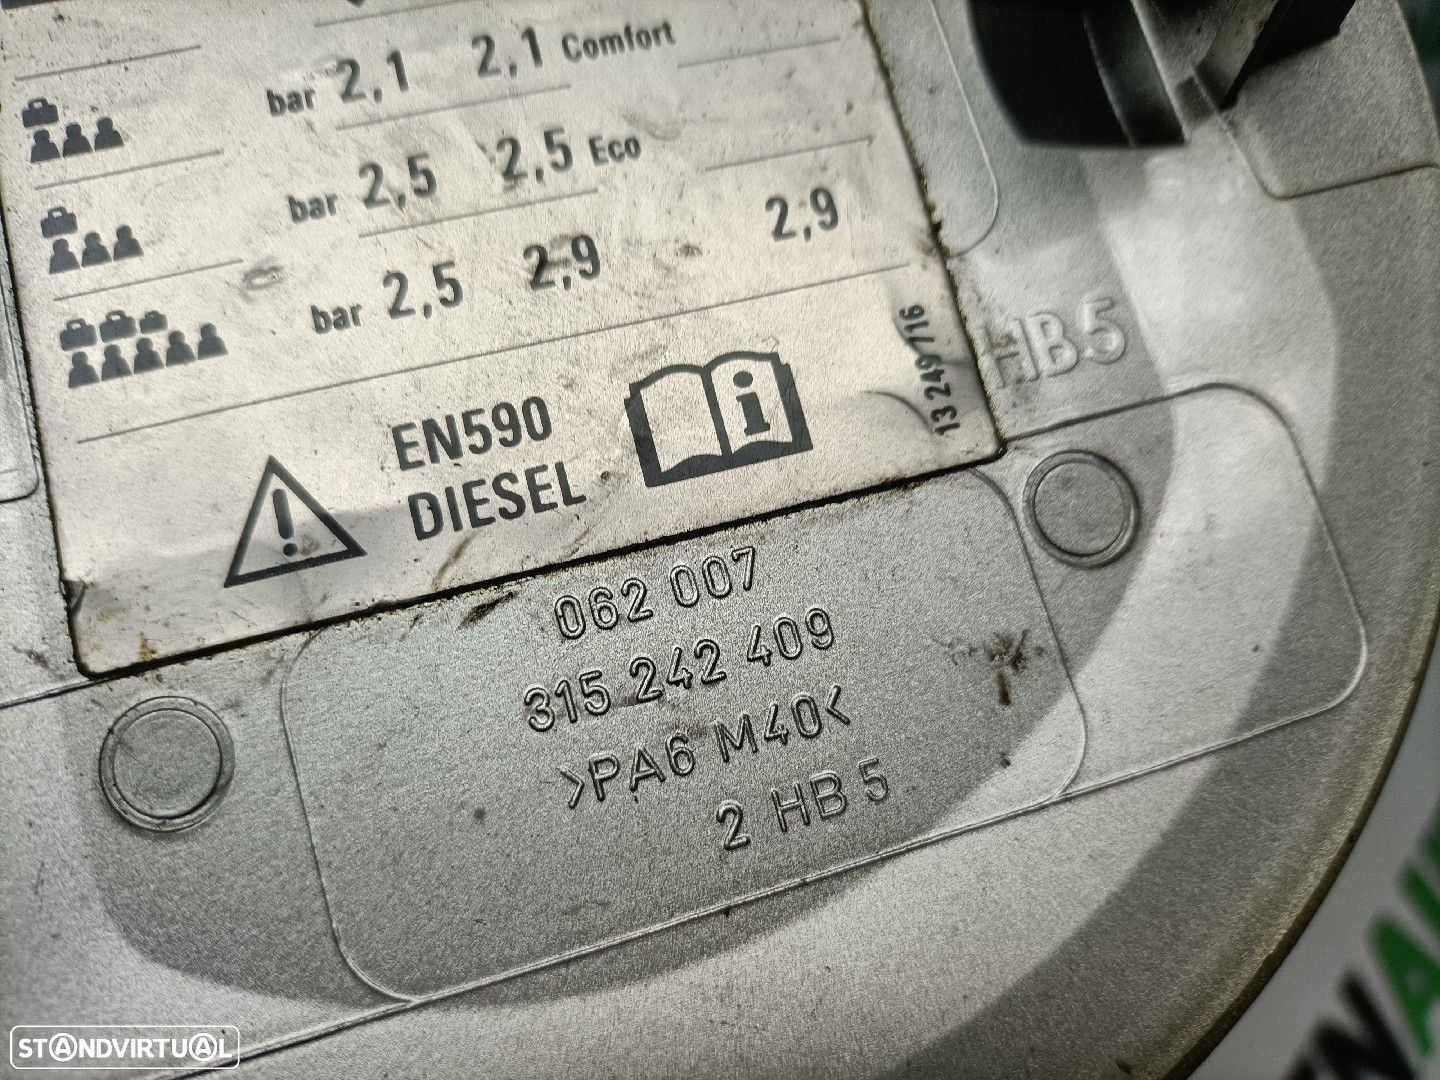 bar 2,1 2,1 Comfort
bar 2,5 2,5 Eco
bar 2,5 2,9 2,9
13 249 716
HB5
EN590
DIESEL
i
062 007
315 242 409
>PA6 M40<
2 HB 5
STANDVIRTUAL